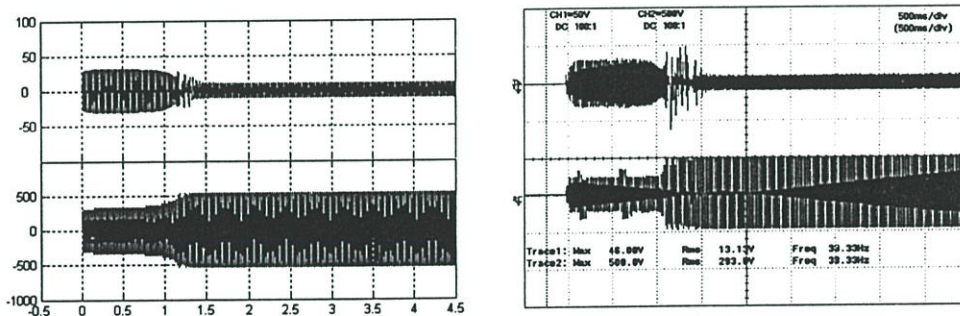 100
50
0
-50
500
0
-500
-1000
-0.5 0 0.5 1 1.5 2 2.5 3 3.5 4 4.5
CH1=50V CH2=500V 500ms/div
DC 100:1 DC 100:1 (500ms/div)
Trace1: Max 46.00V Rms 13.13V Freq 33.33Hz
Trace2: Max 500.0V Rms 293.0V Freq 33.33Hz